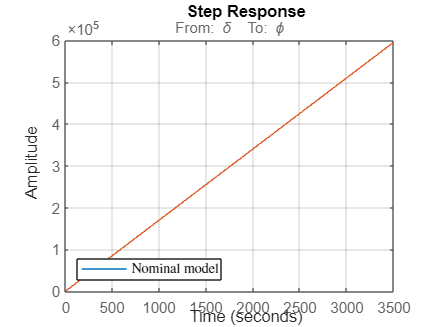 Step Response
From: δ To: ϕ
×10⁵
6
5
4
3
2
1
0
Amplitude
Nominal model
0 500 1000 1500 2000 2500 3000 3500
Time (seconds)